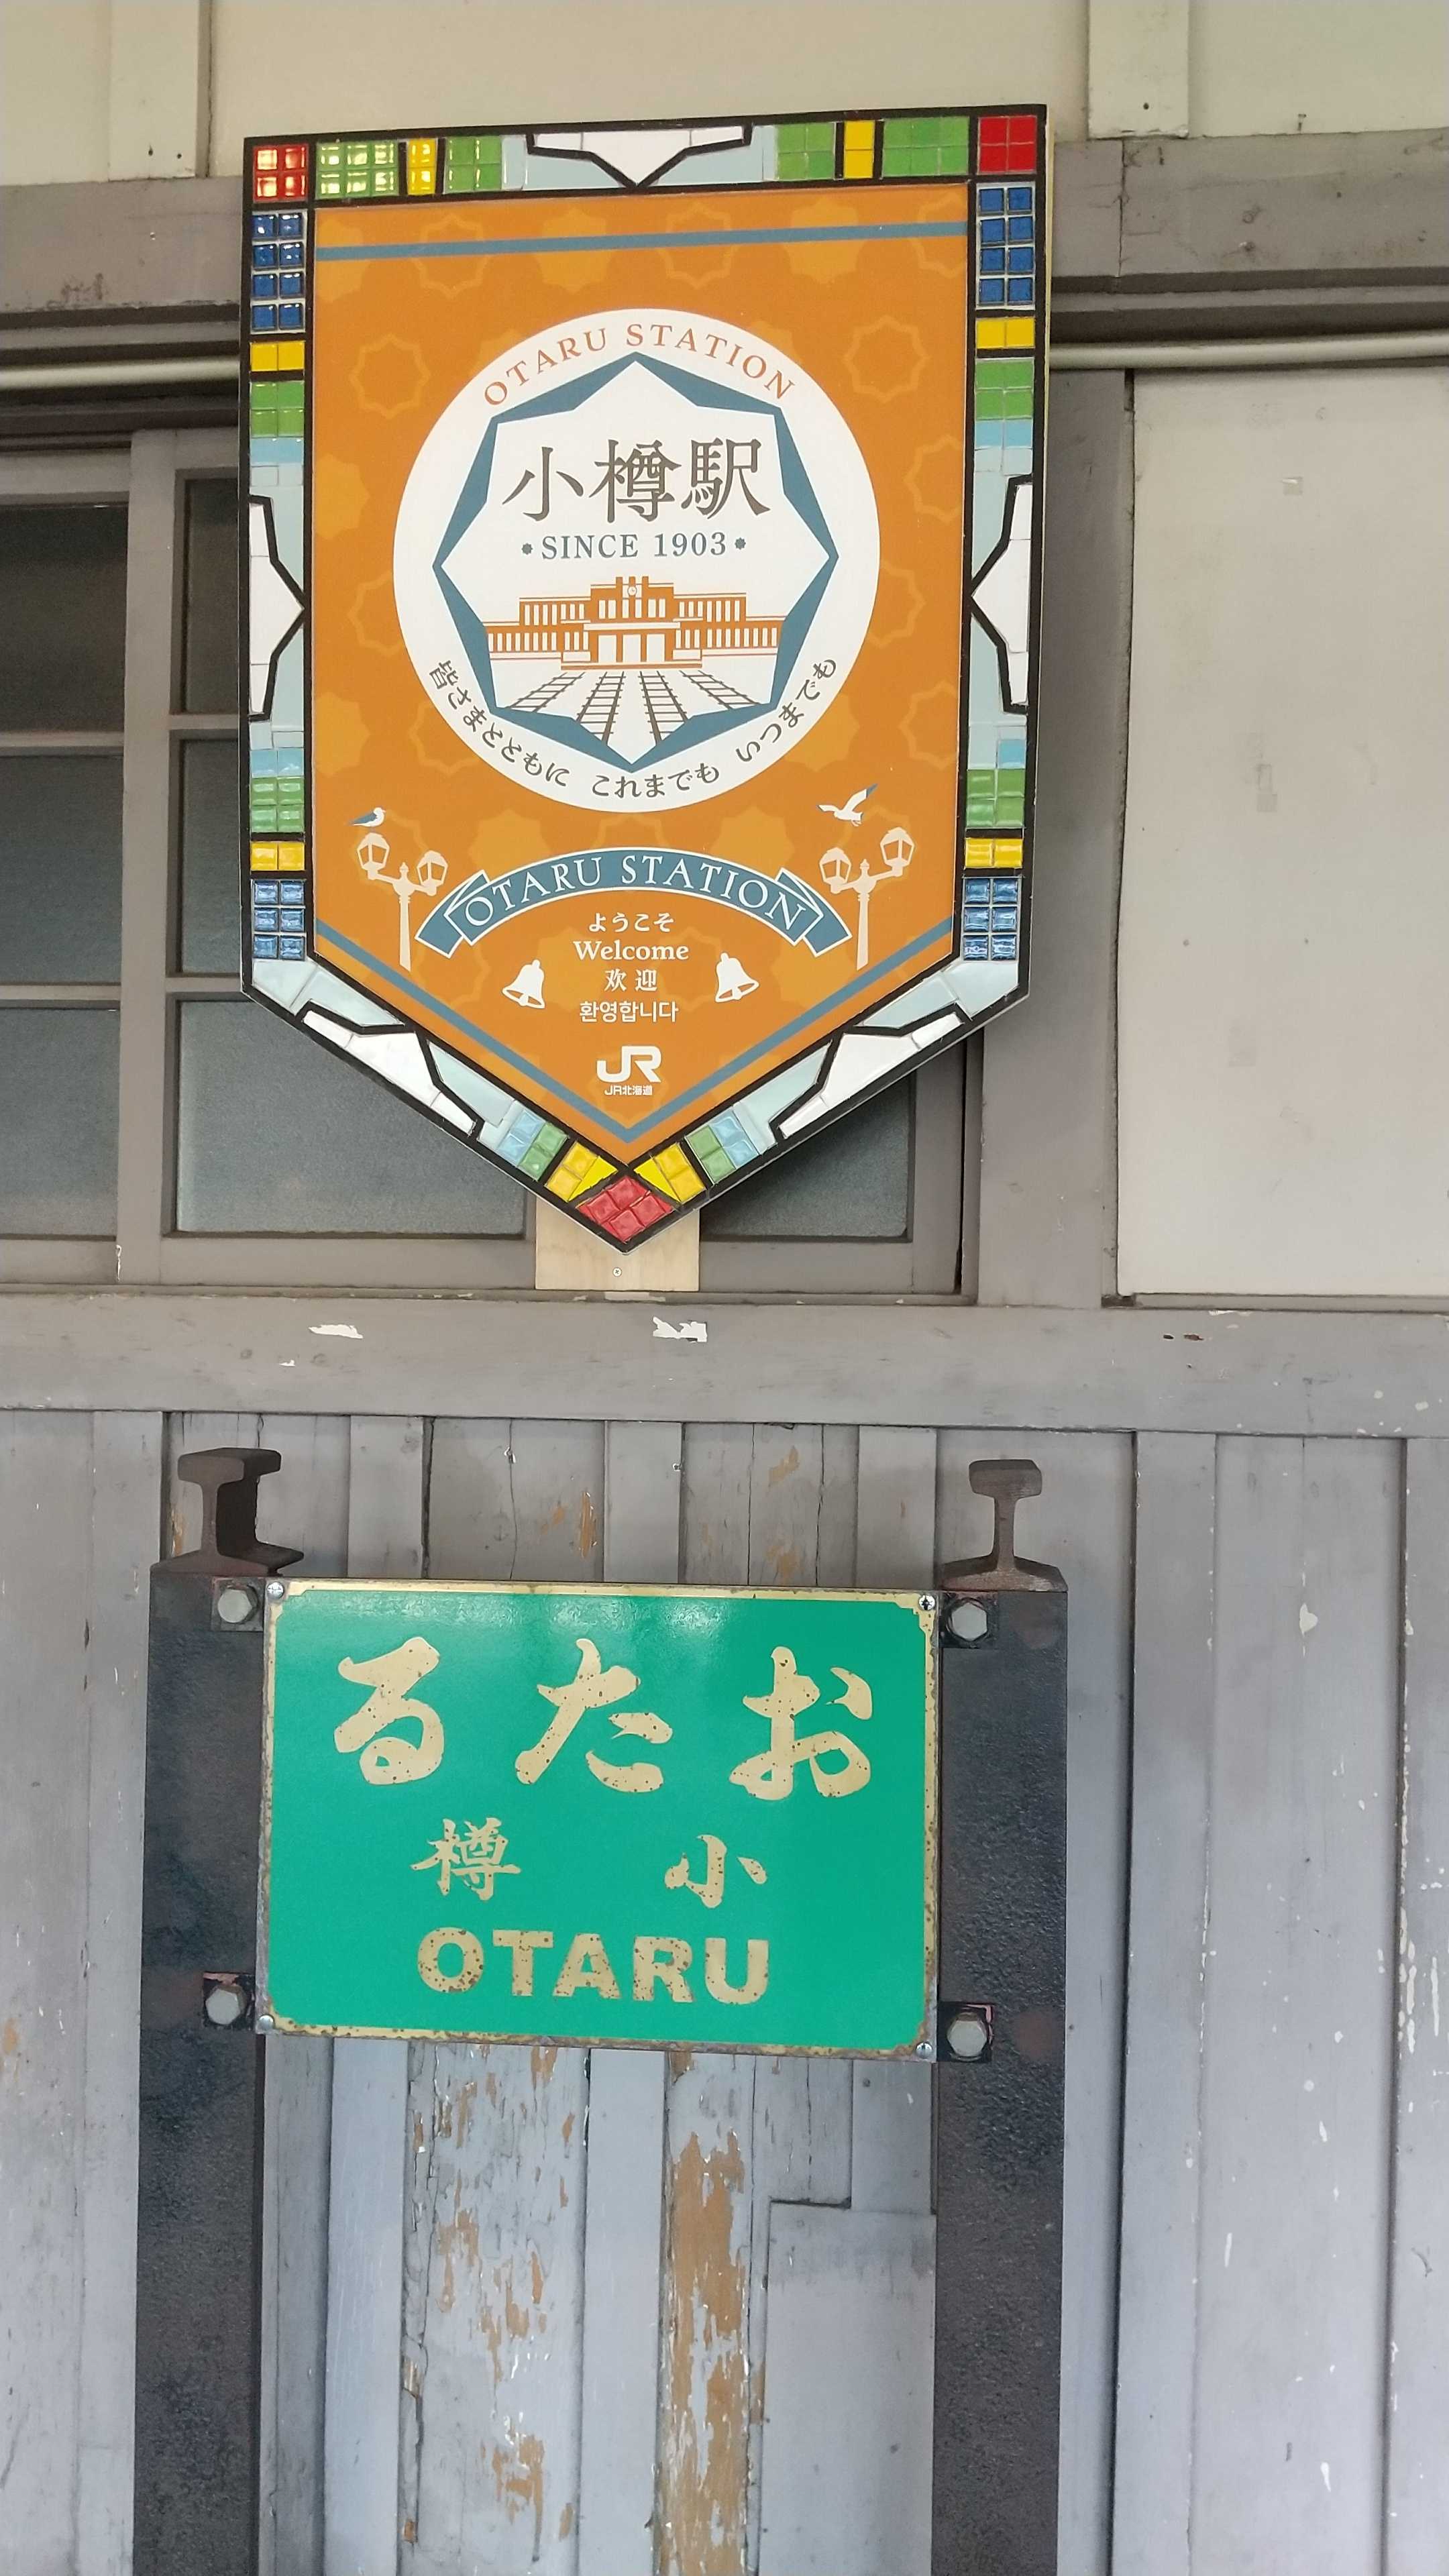 OTARU STATION
小樽駅
SINCE 1903
皆さまとともに これまでも いつまでも
OTARU STATION
ようこそ
Welcome
欢迎
환영합니다
JR
JR北海道
るたお
樽小
OTARU